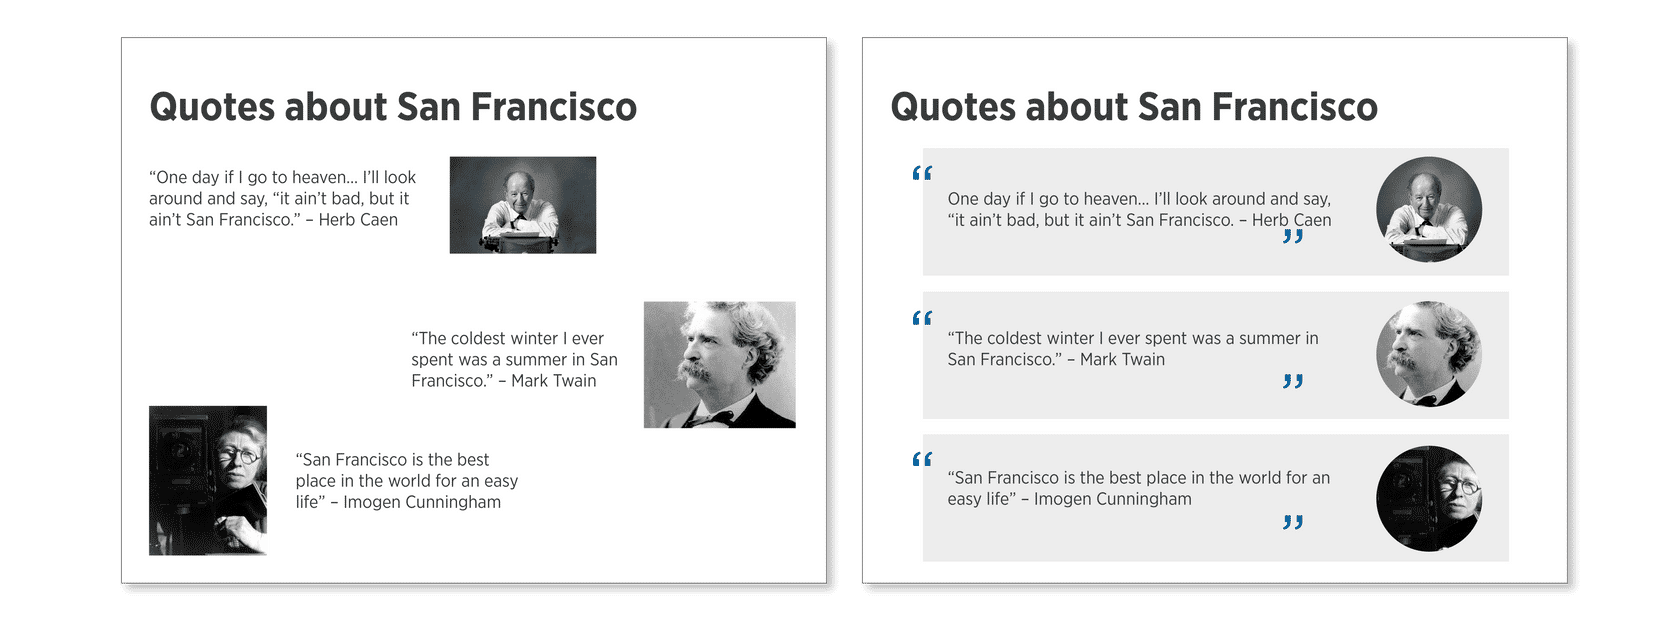 Quotes about San Francisco
“One day if I go to heaven... I’ll look
around and say, “it ain’t bad, but it
ain’t San Francisco.” – Herb Caen
“The coldest winter I ever
spent was a summer in San
Francisco.” – Mark Twain
“San Francisco is the best
place in the world for an easy
life” – Imogen Cunningham
Quotes about San Francisco
“
One day if I go to heaven... I’ll look around and say,
“it ain’t bad, but it ain’t San Francisco. – Herb Caen
”
“
“The coldest winter I ever spent was a summer in
San Francisco.” – Mark Twain
”
“
“San Francisco is the best place in the world for an
easy life” – Imogen Cunningham
”